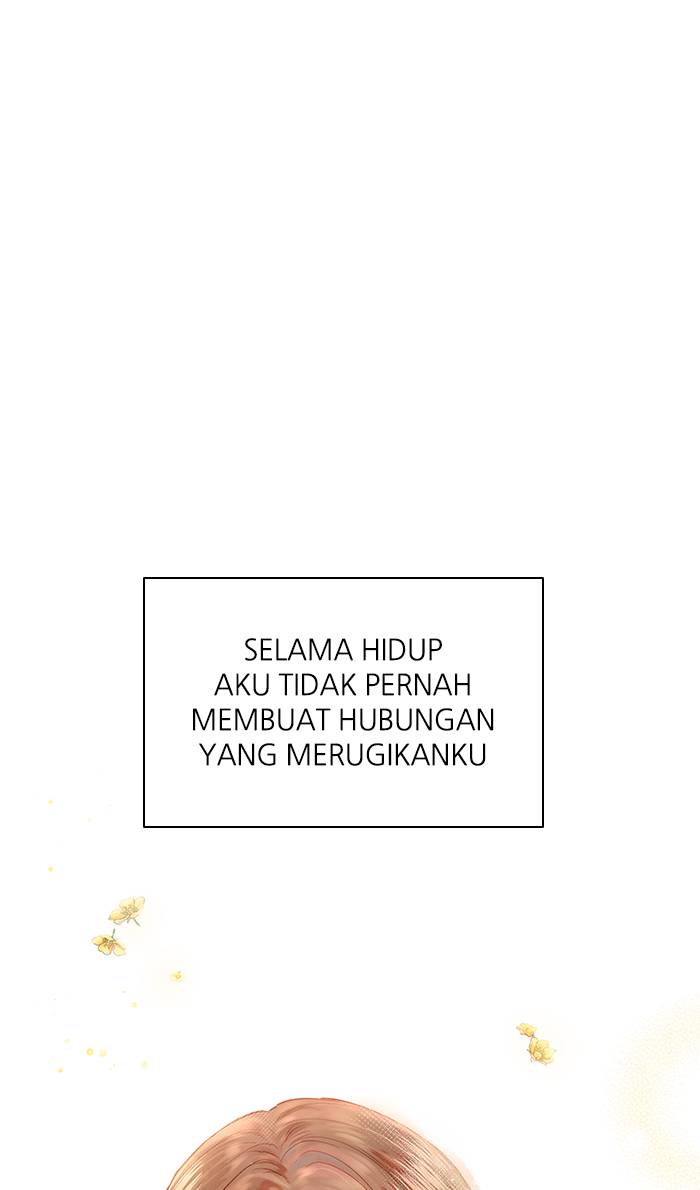 SELAMA HIDUP
AKU TIDAK PERNAH
MEMBUAT HUBUNGAN
YANG MERUGIKANKU